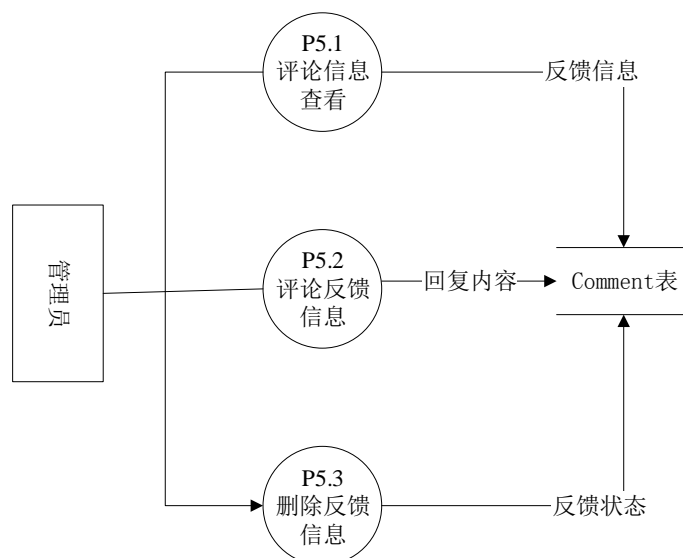 P5.1
评论信息
查看
反馈信息
管理员
P5.2
评论反馈
信息
回复内容
Comment表
P5.3
删除反馈
信息
反馈状态